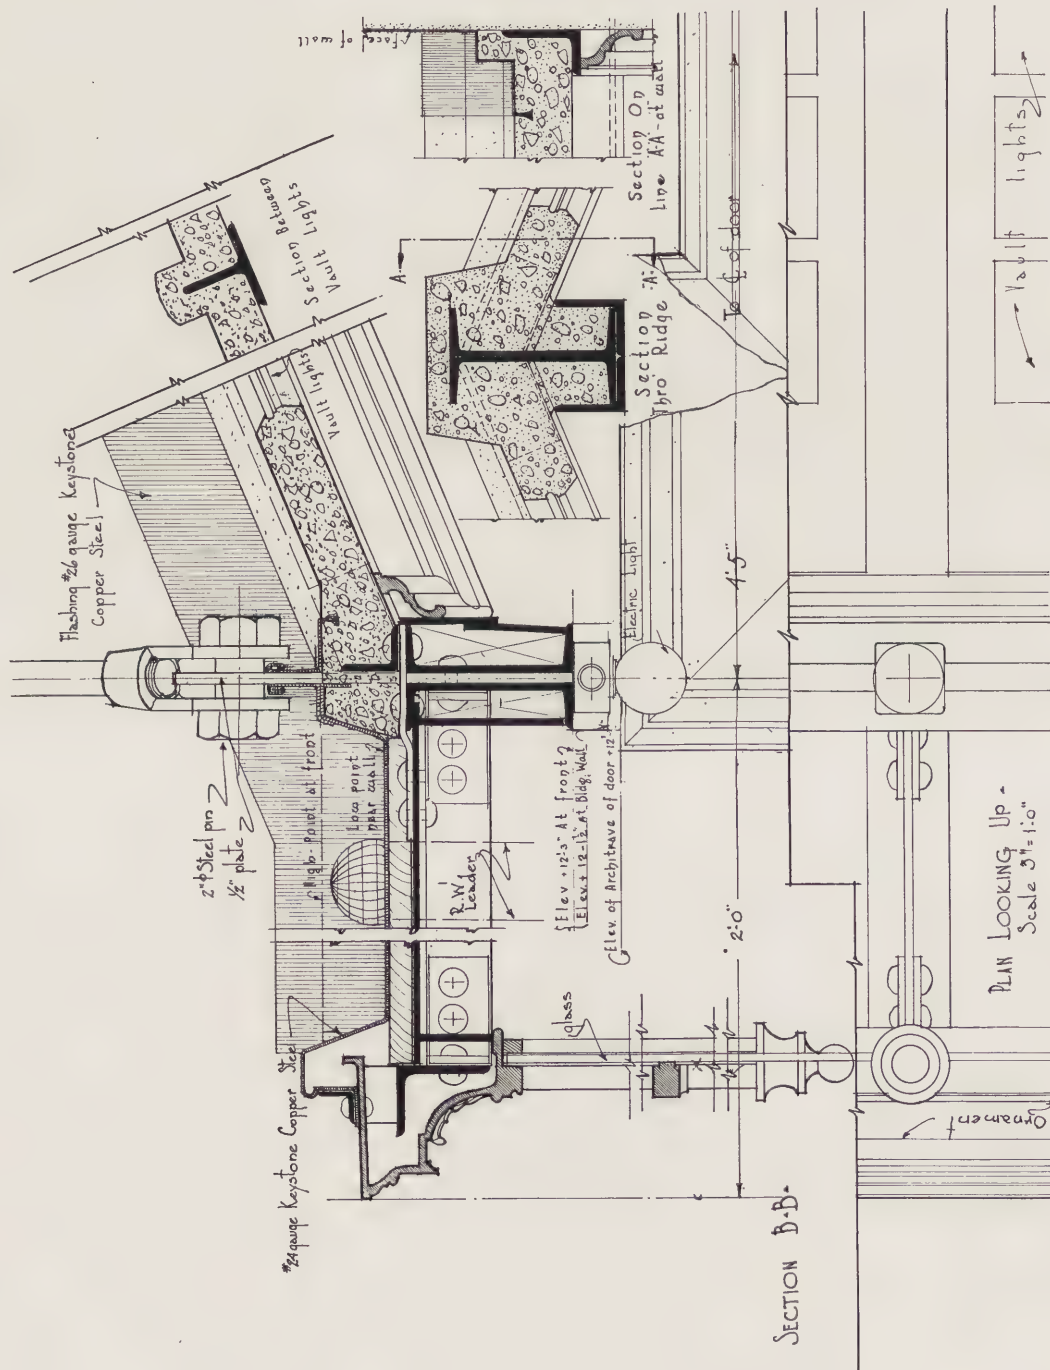 face of wall
Section Between
Vault Lights
Vault lights
Flashing #26 gauge Keystone
Copper Steel
Section On
Line A-A- at wall
A-
-A-
Section
Thro Ridge
To ℄ of door
Vault lights
Electric Light
4'-5"
2"ϕ Steel pin
½" plate
High-Point at front
Low point
near wall
R.W.
Leader
Elev +12'-3" At front
Elev + 12'-1½" at Bldg. Wall
Elev. of Architrave of door +12'-
2'-0"
glass
#24 gauge Keystone Copper Steel
PLAN LOOKING UP -
Scale 3"=1'-0"
Ornament
SECTION B-B-